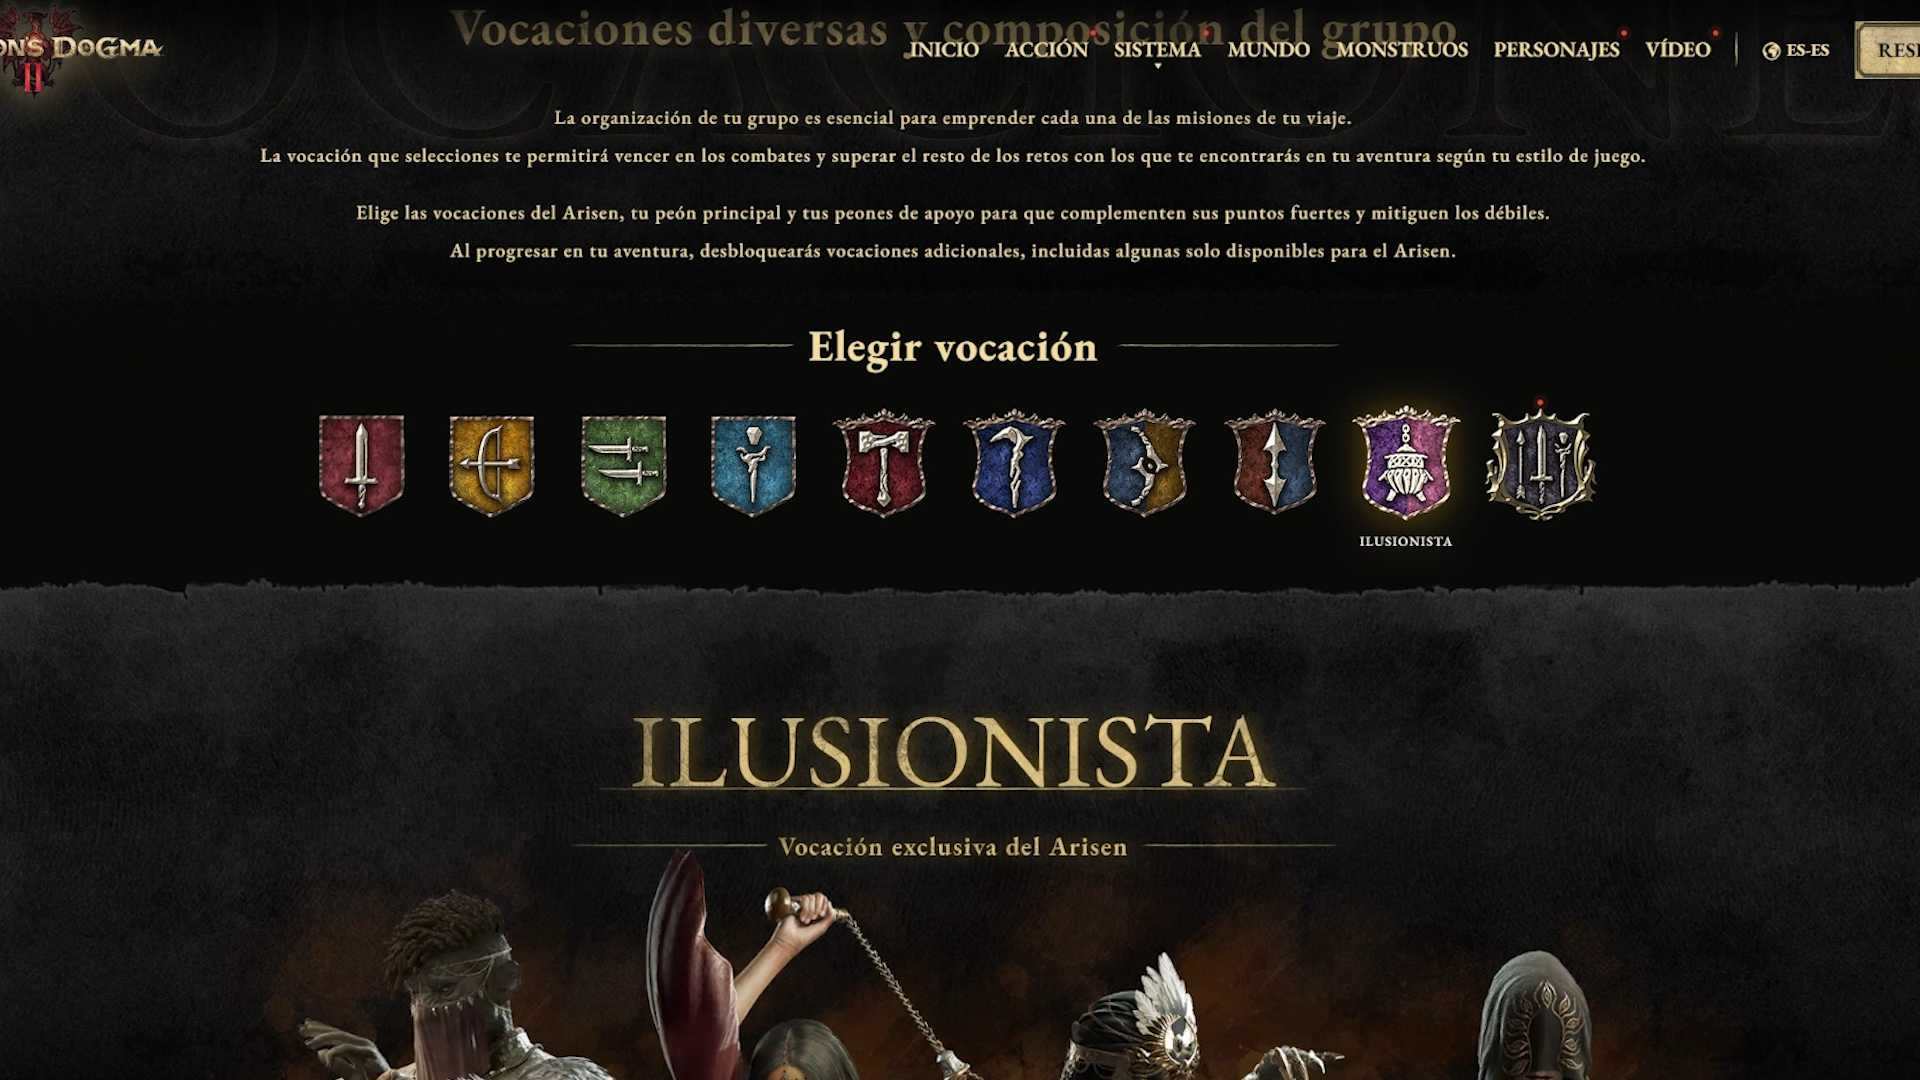 Vocaciones diversas y composición del grupo
DOGMA
II
INICIO ACCIÓN SISTEMA MUNDO MONSTRUOS PERSONAJES VÍDEO ES-ES
La organización de tu grupo es esencial para emprender cada una de las misiones de tu viaje.
La vocación que selecciones te permitirá vencer en los combates y superar el resto de los retos con los que te encontrarás en tu aventura según tu estilo de juego.
Elige las vocaciones del Arisen, tu peón principal y tus peones de apoyo para que complementen sus puntos fuertes y mitiguen los débiles.
Al progresar en tu aventura, desbloquearás vocaciones adicionales, incluidas algunas solo disponibles para el Arisen.
Elegir vocación
ILUSIONISTA
ILUSIONISTA
Vocación exclusiva del Arisen